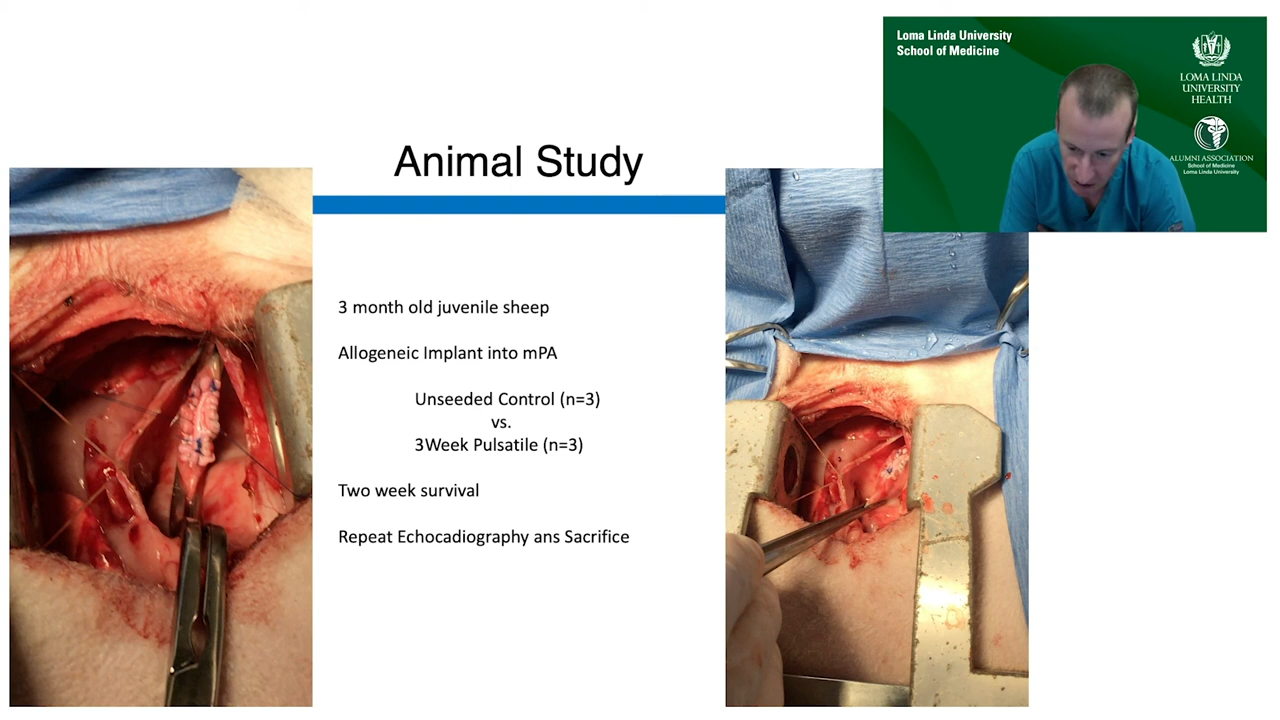 Loma Linda University
School of Medicine
LOMA LINDA
UNIVERSITY
HEALTH
ALUMNI ASSOCIATION
School of Medicine
Loma Linda University
Animal Study
3 month old juvenile sheep
Allogeneic Implant into mPA
Unseeded Control (n=3)
vs.
3Week Pulsatile (n=3)
Two week survival
Repeat Echocadiography ans Sacrifice